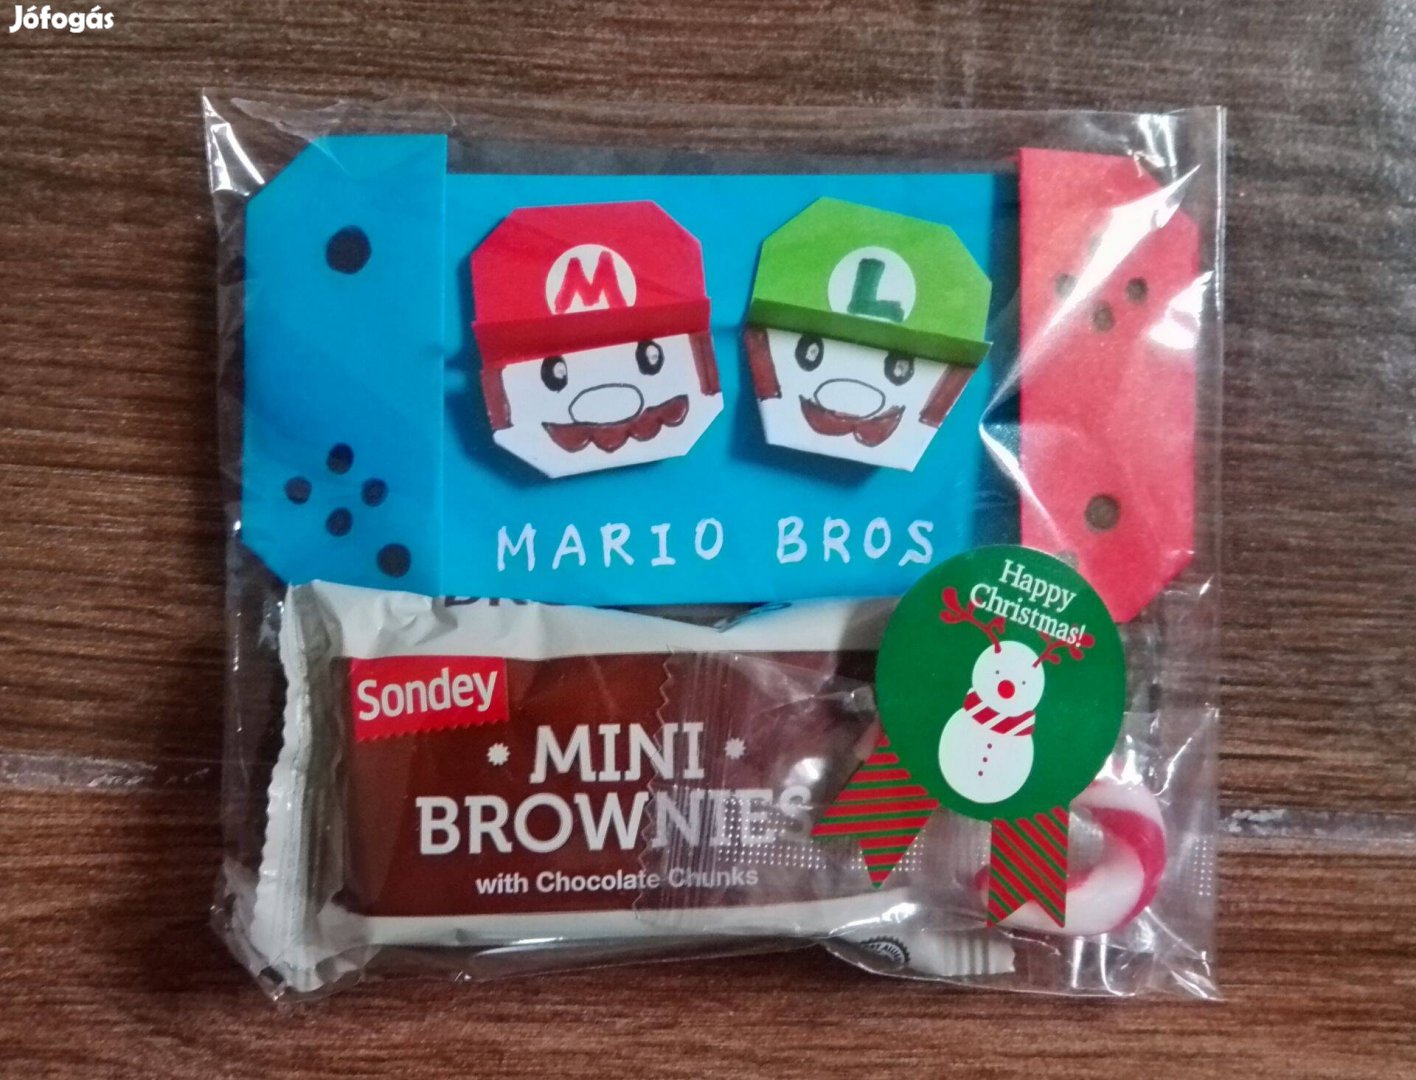 Jófogás
M
L
MARIO BROS
Happy
Christmas!
Sondey
MINI
BROWNIES
with Chocolate Chunks